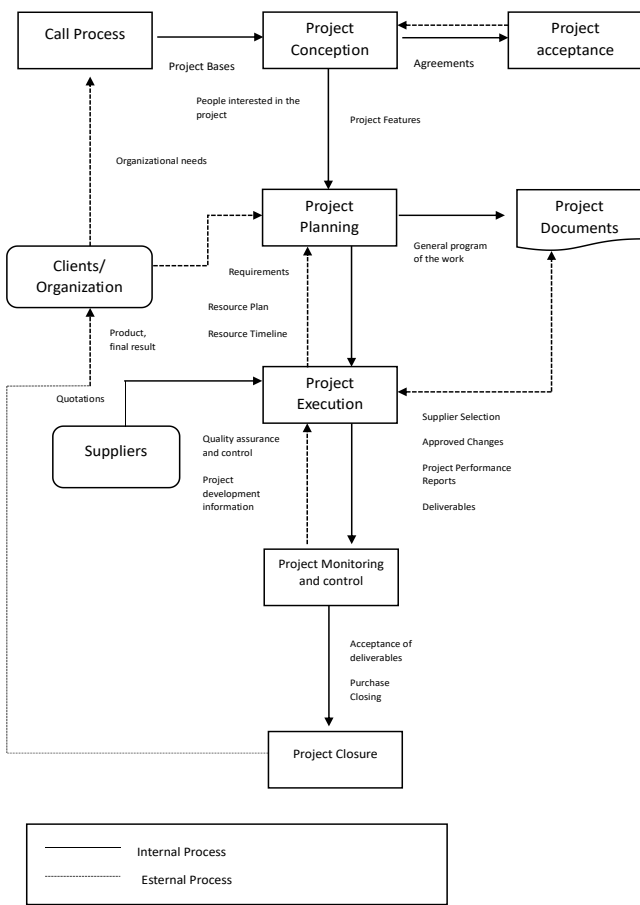 Call Process
Project
Conception
Project
acceptance
Project Bases
Agreements
People interested in the
project
Project Features
Organizational needs
Project
Planning
Project
Documents
General program
of the work
Clients/
Organization
Requirements
Resource Plan
Resource Timeline
Product,
final result
Project
Execution
Quotations
Suppliers
Supplier Selection
Approved Changes
Project Performance
Reports
Deliverables
Quality assurance
and control
Project
development
information
Project Monitoring
and control
Acceptance of
deliverables
Purchase
Closing
Project Closure
Internal Process
Esternal Process